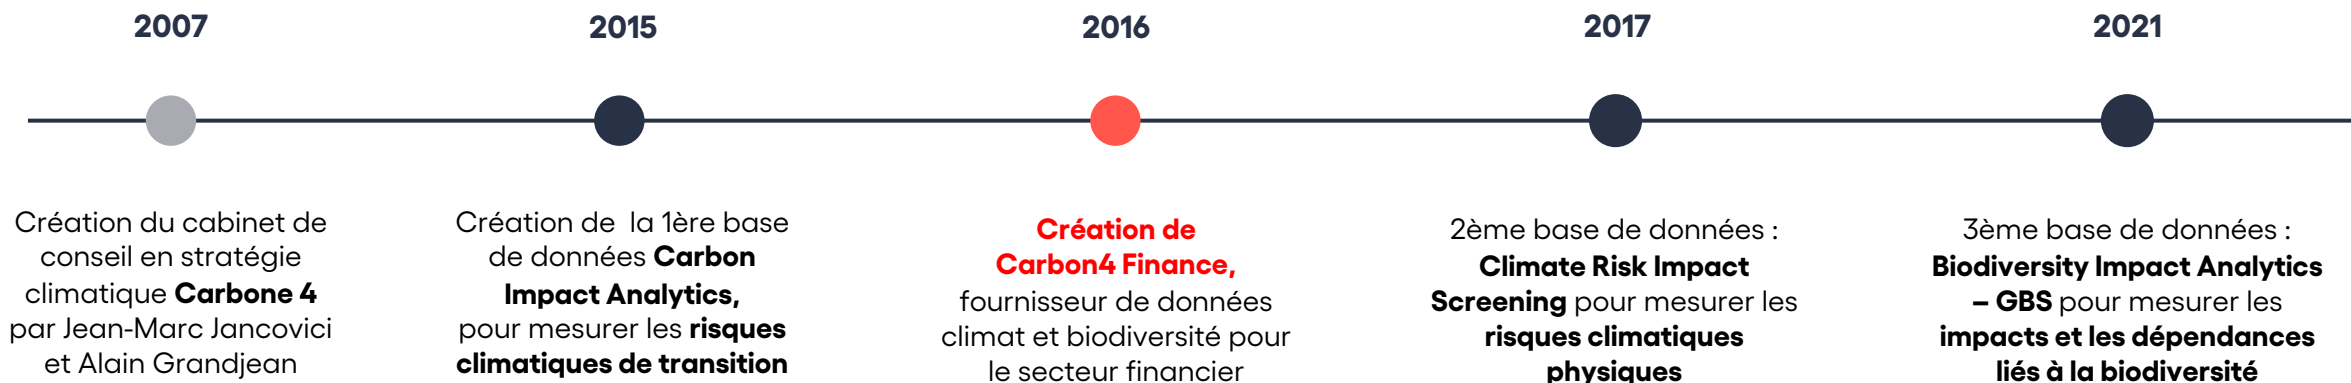 2007
Création du cabinet de
conseil en stratégie
climatique Carbone 4
par Jean-Marc Jancovici
et Alain Grandjean
2015
Création de la 1ère base
de données Carbon
Impact Analytics,
pour mesurer les risques
climatiques de transition
2016
Création de
Carbon4 Finance,
fournisseur de données
climat et biodiversité pour
le secteur financier
2017
2ème base de données :
Climate Risk Impact
Screening pour mesurer les
risques climatiques
physiques
2021
3ème base de données :
Biodiversity Impact Analytics
– GBS pour mesurer les
impacts et les dépendances
liés à la biodiversité